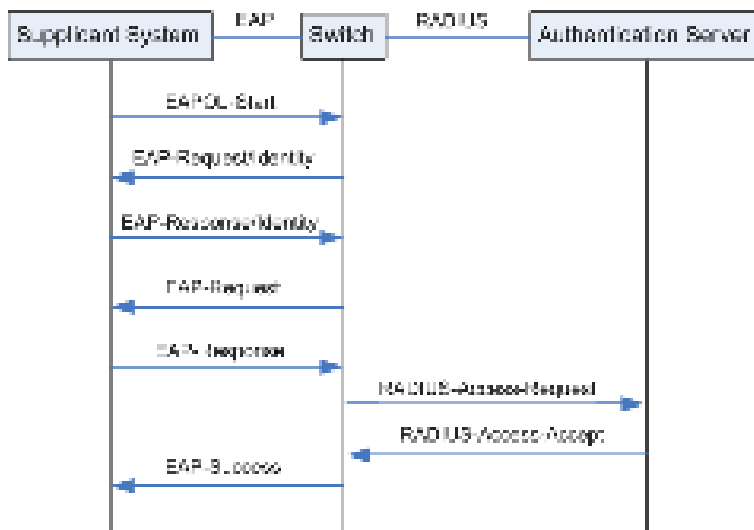 EAP
RADIUS
Supplicant System
Switch
Authentication Server
EAPOL-Start
EAP-Request/Identity
EAP-Response/Identity
EAP-Request
EAP-Response
RADIUS-Access-Request
RADIUS-Access-Accept
EAP-Success